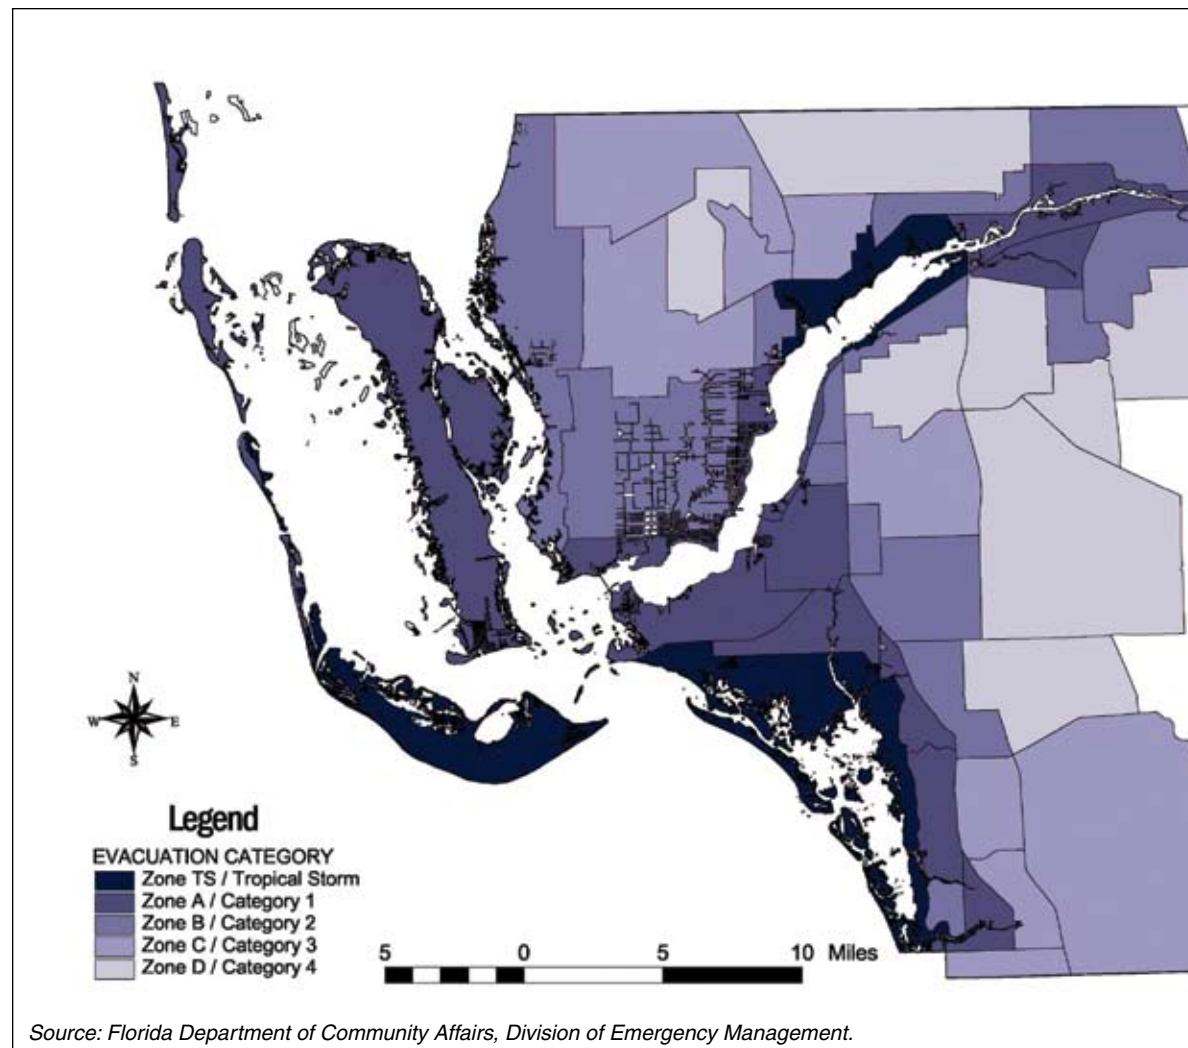 N
W E
S
Legend
EVACUATION CATEGORY
Zone TS / Tropical Storm
Zone A / Category 1
Zone B / Category 2
Zone C / Category 3
Zone D / Category 4
5 0 5 10 Miles
Source: Florida Department of Community Affairs, Division of Emergency Management.